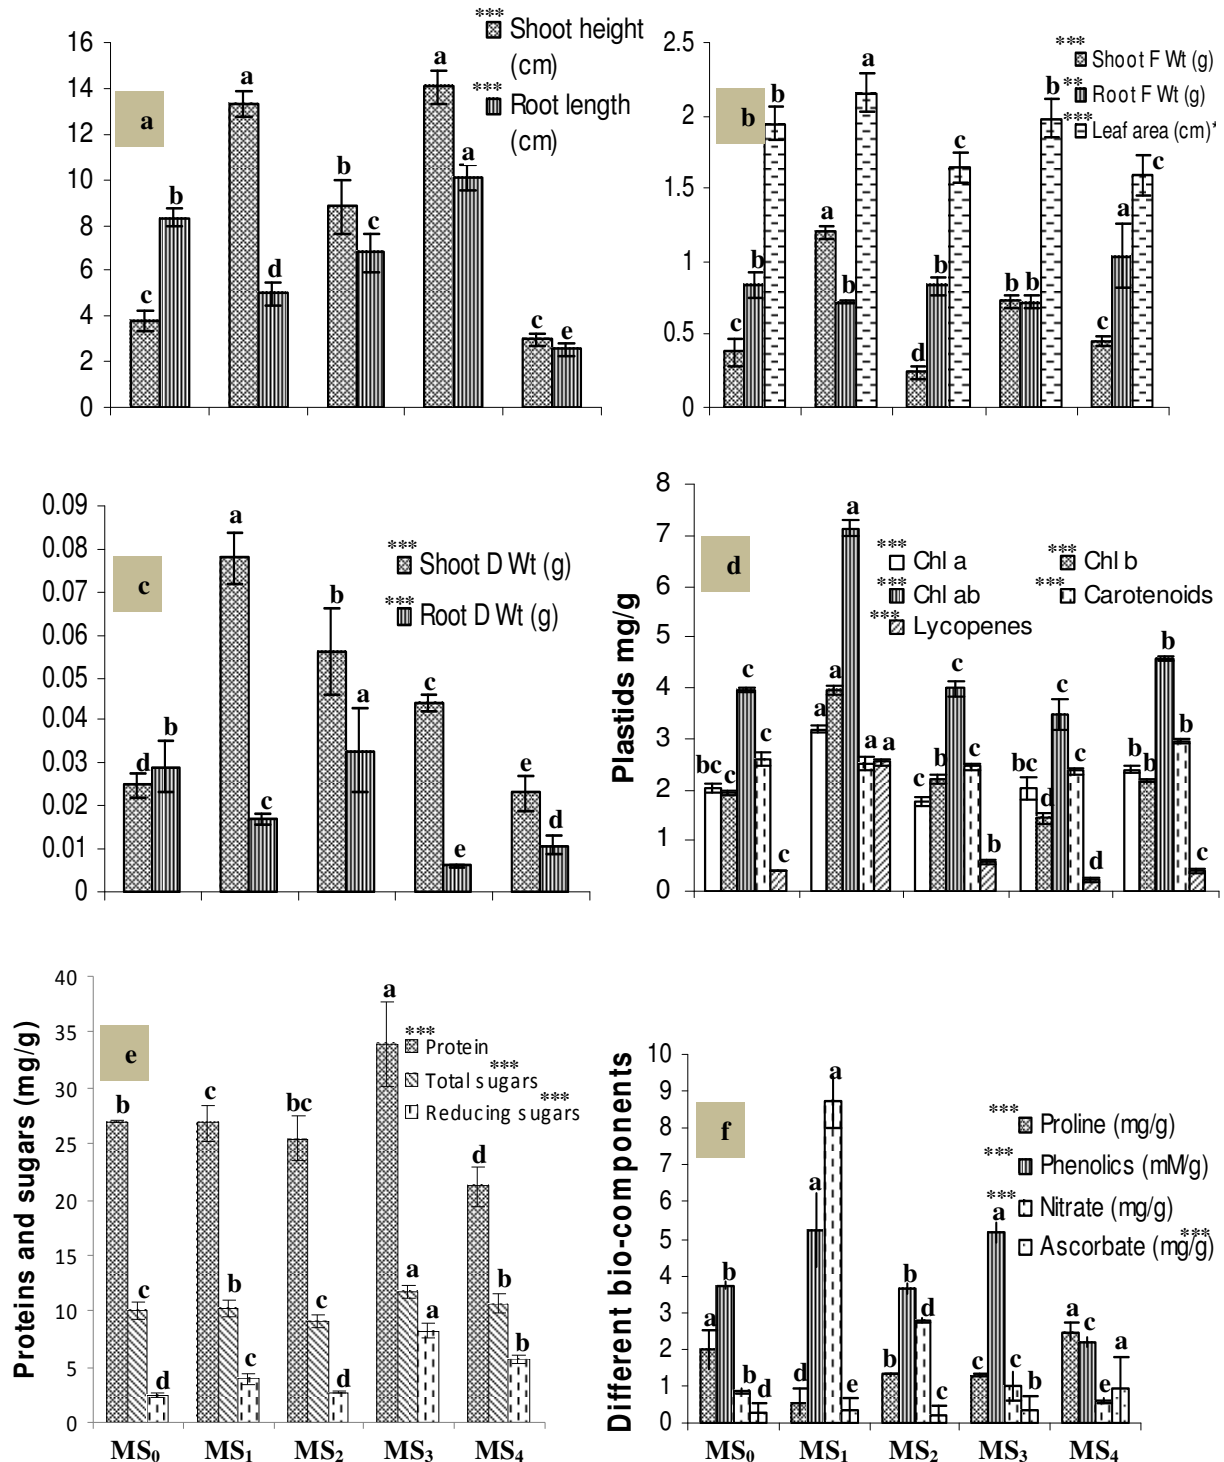 *** Shoot height
(cm)
*** Root length
(cm)
a
16
14
12
10
8
6
4
2
0
c b a d b c a a c e
*** Shoot F Wt (g)
** Root F Wt (g)
*** Leaf area (cm)*
b
2.5
2
1.5
1
0.5
0
c b b a b a d b c b b b c a c
*** Shoot D Wt (g)
*** Root D Wt (g)
c
0.09
0.08
0.07
0.06
0.05
0.04
0.03
0.02
0.01
0
d b a c b a c e e d
Plastids mg/g
*** Chl a *** Chl b
*** Chl ab *** Carotenoids
*** Lycopenes
d
8
7
6
5
4
3
2
1
0
bc c c c c a a a a a c b c c b bc d c c d b b b b c
Proteins and sugars (mg/g)
*** Protein
Total sugars ***
Reducing sugars ***
e
40
35
30
25
20
15
10
5
0
b c d c b c bc c d a a a d b b
MS0 MS1 MS2 MS3 MS4
Different bio-components
*** Proline (mg/g)
*** Phenolics (mM/g)
*** Nitrate (mg/g)
Ascorbate (mg/g) ***
f
10
9
8
7
6
5
4
3
2
1
0
a b b d d a a e b b d c c a c b a c e a
MS0 MS1 MS2 MS3 MS4